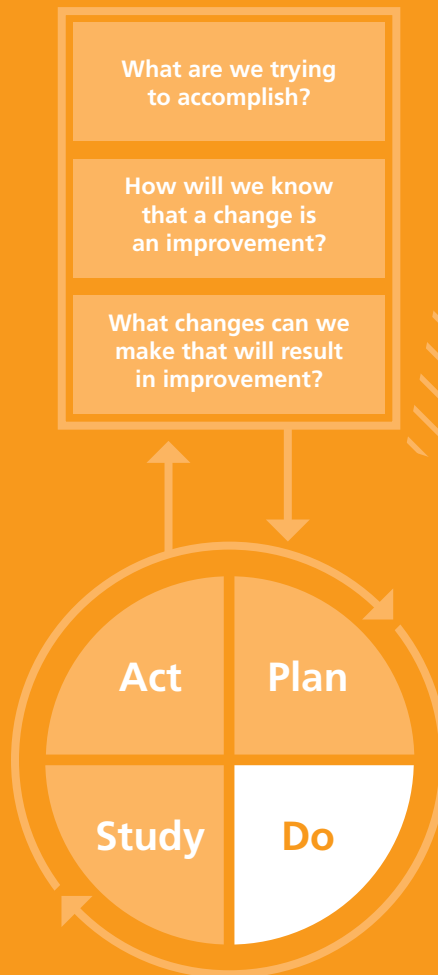 What are we trying
to accomplish?
How will we know
that a change is
an improvement?
What changes can we
make that will result
in improvement?
Act
Plan
Study
Do